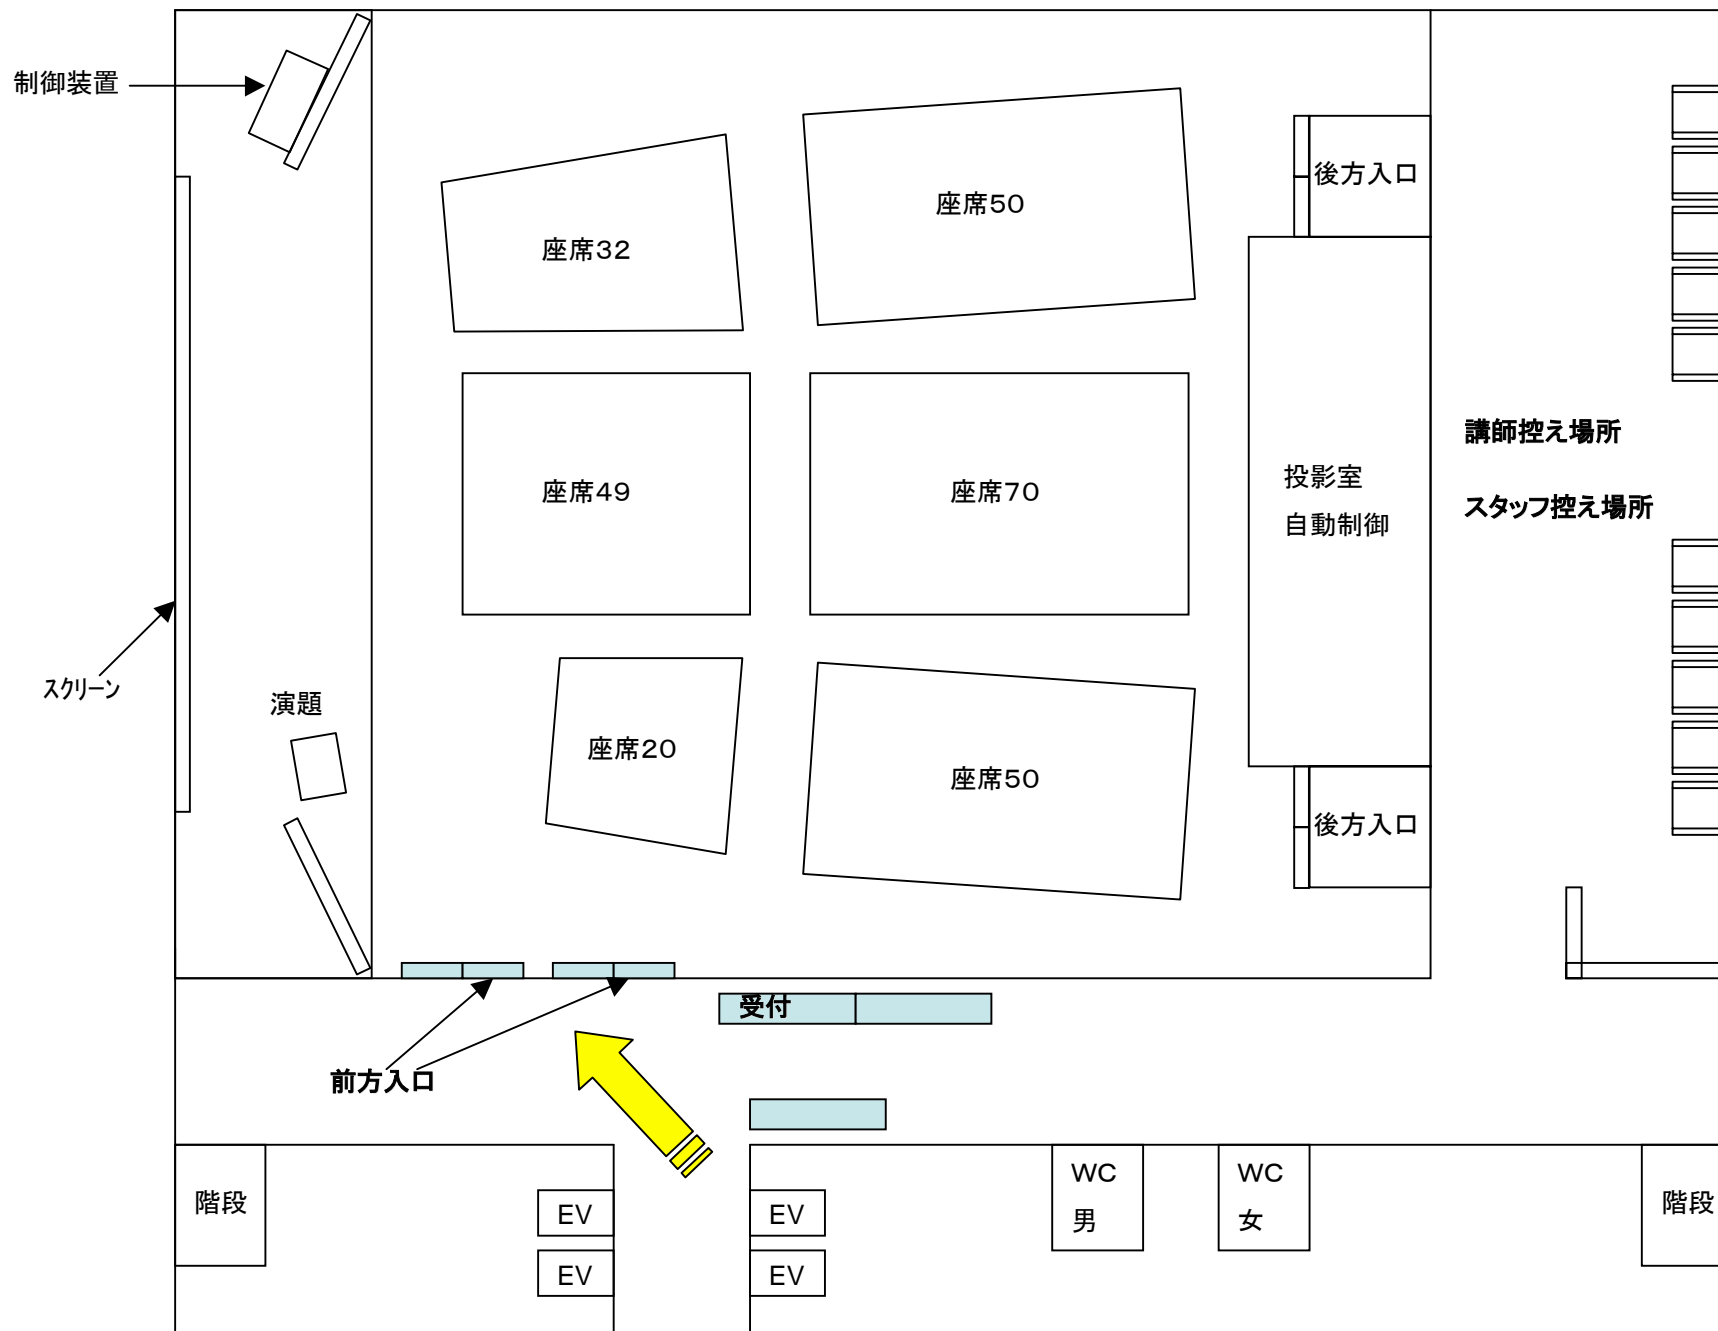 制御装置
後方入口
座席50
座席32
講師控え場所
投影室
座席49
座席70
スタッフ控え場所
自動制御
スクリーン
演題
座席20
座席50
後方入口
受付
前方入口
WC
WC
階段
EV
EV
男
女
階段
EV
EV